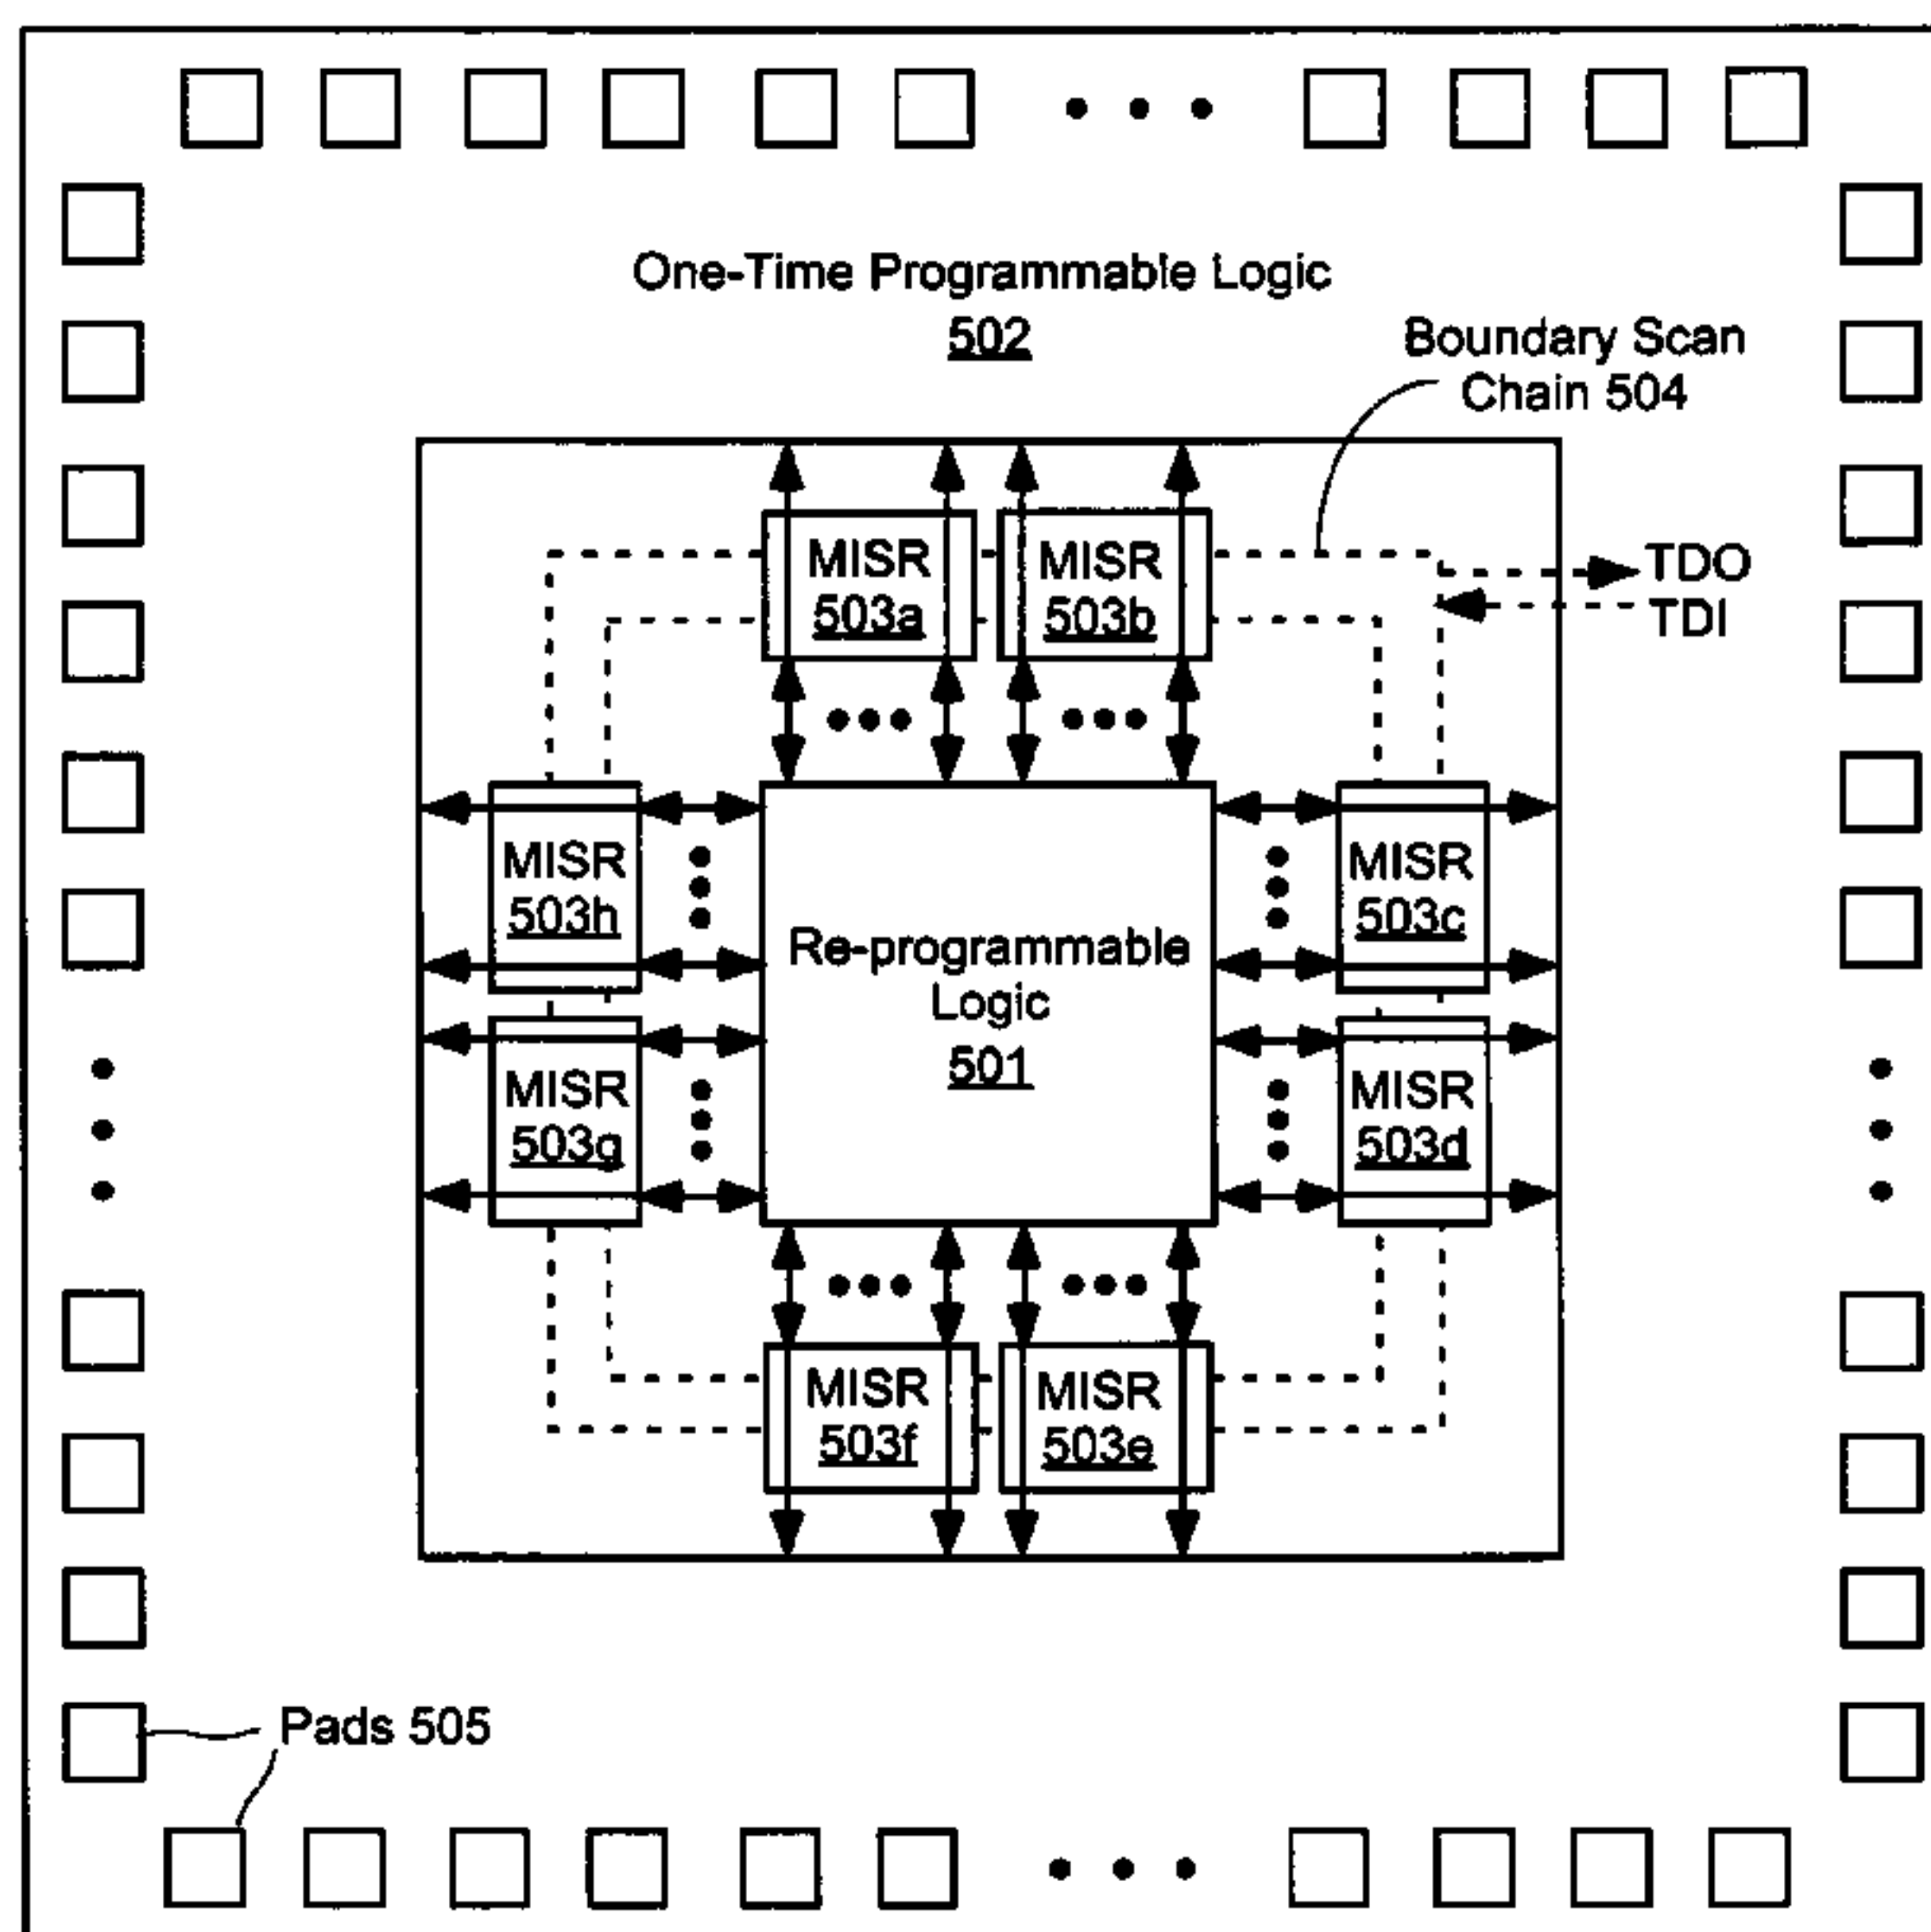 One-Time Programmable Logic
502
Boundary Scan
Chain 504
MISR
503a
MISR
503b
TDO
TDI
MISR
503h
MISR
503c
Re-programmable
Logic
501
MISR
503g
MISR
503d
MISR
503f
MISR
503e
Pads 505